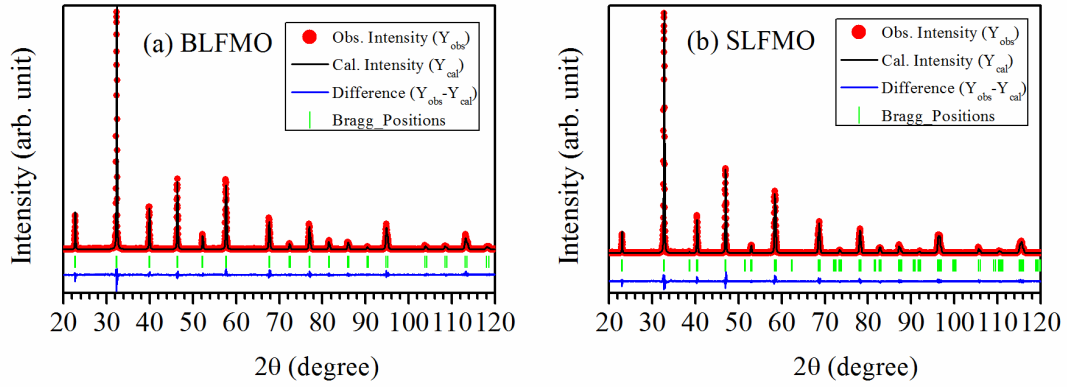 (a) BLFMO
Obs. Intensity (Yobs)
Cal. Intensity (Ycal)
Difference (Yobs-Ycal)
Bragg_Positions
Intensity (arb. unit)
20 30 40 50 60 70 80 90 100 110 120
2θ (degree)
(b) SLFMO
Obs. Intensity (Yobs)
Cal. Intensity (Ycal)
Difference (Yobs-Ycal)
Bragg_Positions
Intensity (arb. unit)
20 30 40 50 60 70 80 90 100 110 120
2θ (degree)